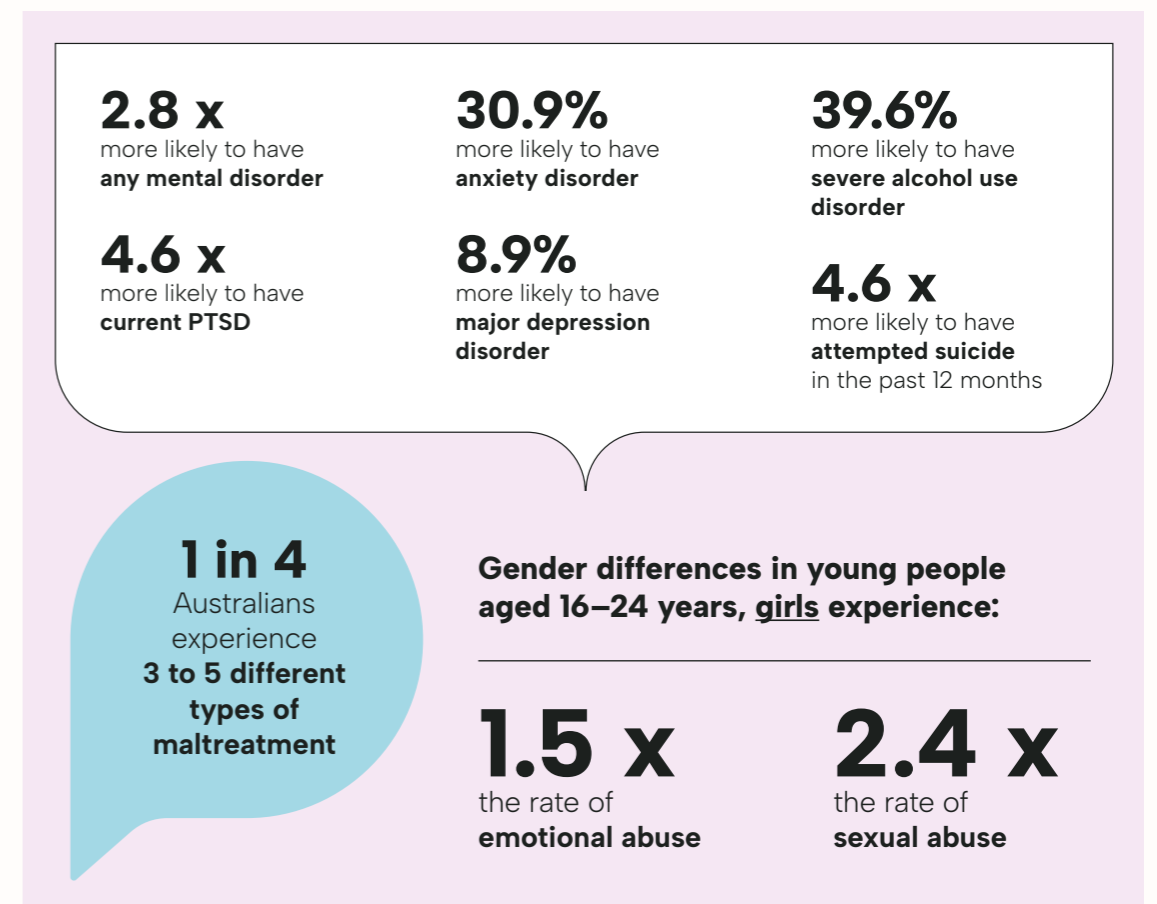 2.8 x
more likely to have
any mental disorder
4.6 x
more likely to have
current PTSD
30.9%
more likely to have
anxiety disorder
8.9%
more likely to have
major depression
disorder
39.6%
more likely to have
severe alcohol use
disorder
4.6 x
more likely to have
attempted suicide
in the past 12 months
1 in 4
Australians
experience
3 to 5 different
types of
maltreatment
Gender differences in young people
aged 16–24 years, girls experience:
1.5 x
the rate of
emotional abuse
2.4 x
the rate of
sexual abuse